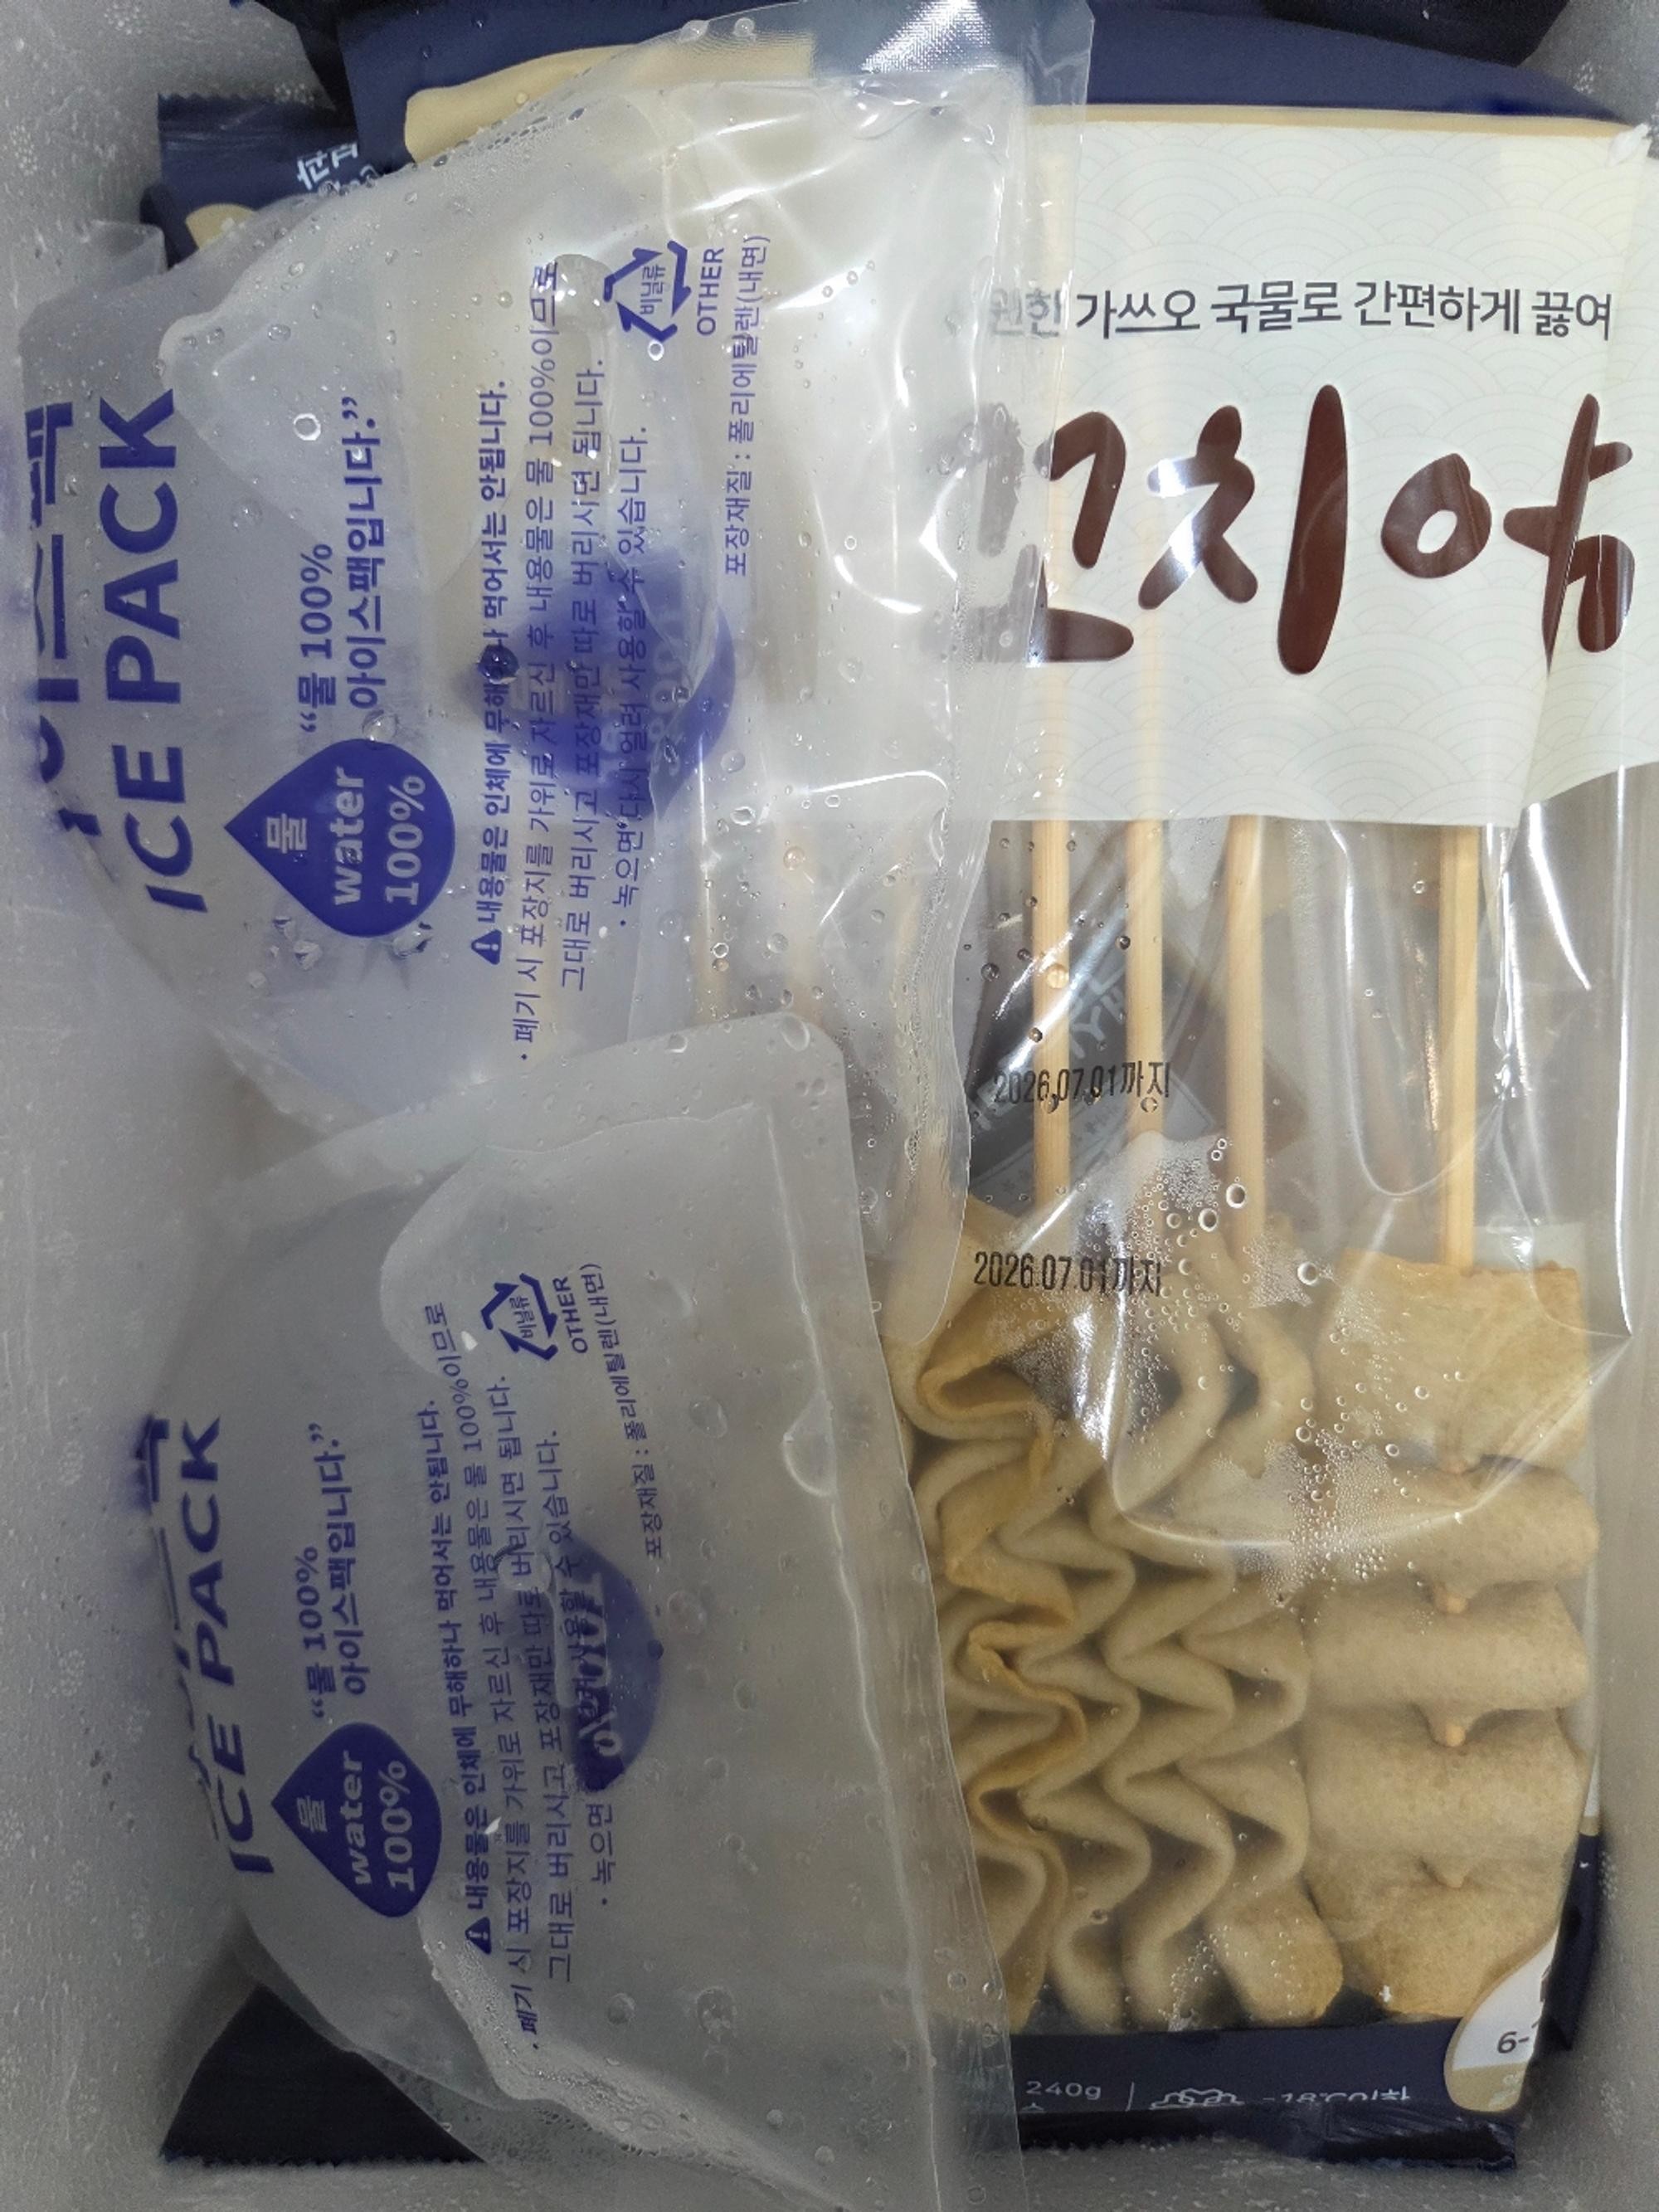 ICE PACK
"물 100%
아이스팩입니다."
물
water
100%
내용물은 인체에 무해하나 먹어서는 안됩니다.
· 폐기 시 포장지를 가위로 자르신 후 내용물은 물 100%이므로
그대로 버리시고 포장재만 따로 버리시면 됩니다.
· 녹으면 다시 얼려 사용할 수 있습니다.
비닐류
OTHER
포장재질 : 폴리에틸렌(내면)
가쓰오 국물로 간편하게 끓여
꼬치어
2026.07.01까지
2026.07.01까지
ICE PACK
"물 100%
아이스팩입니다."
물
water
100%
내용물은 인체에 무해하나 먹어서는 안됩니다.
폐기 시 포장지를 가위로 자르신 후 내용물은 물 100%이므로
그대로 버리시고 포장재만 따로 버리시면 됩니다.
· 녹으면 사용할 수 있습니다.
비닐류
OTHER
포장재질 : 폴리에틸렌(내면)
240g
-18℃이하